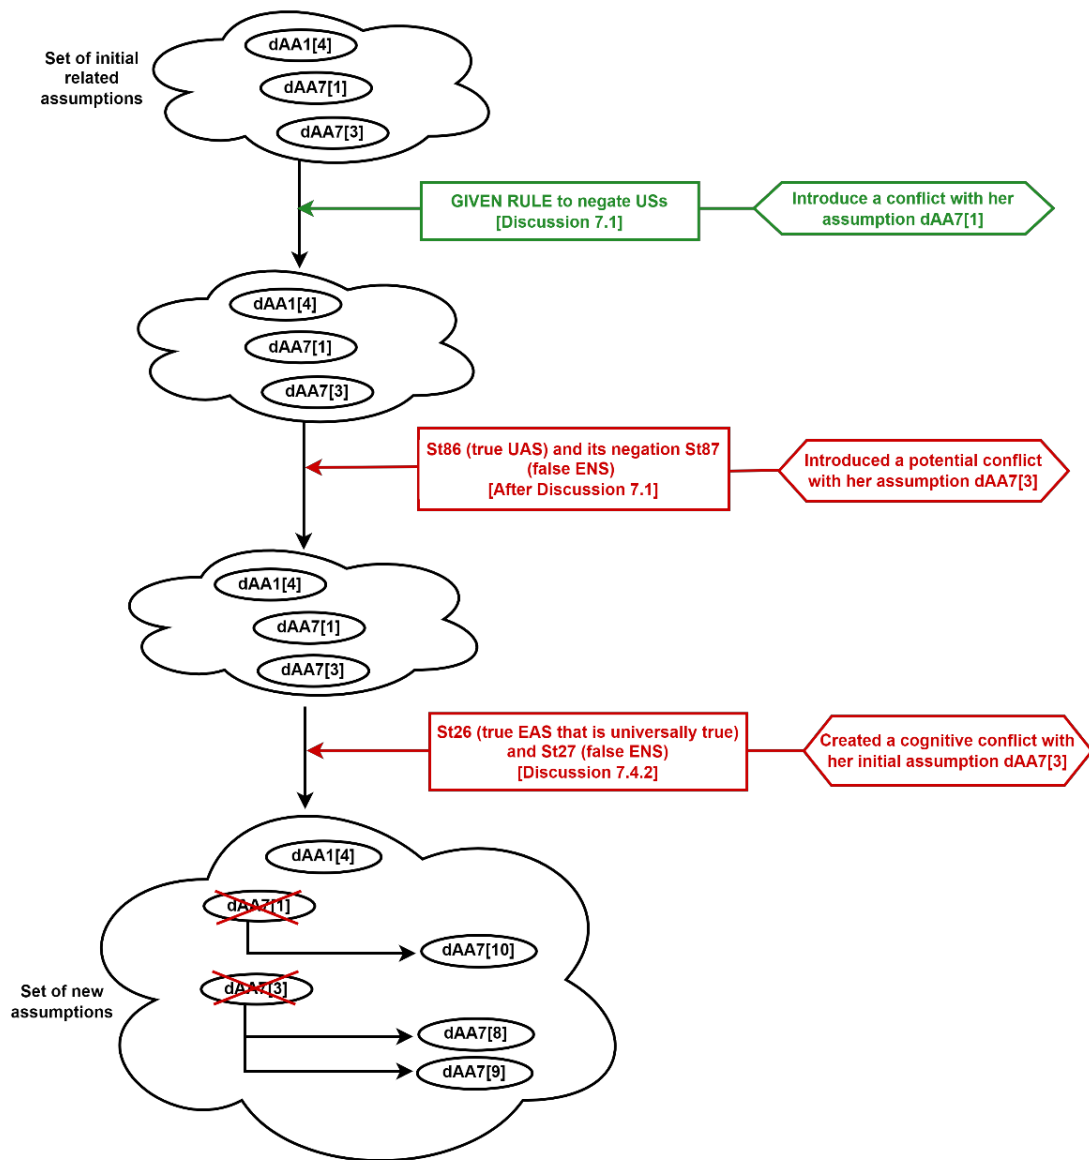 dAA1[4]
Set of initial
related
assumptions
dAA7[1]
dAA7[3]
GIVEN RULE to negate USs
[Discussion 7.1]
Introduce a conflict with her
assumption dAA7[1]
dAA1[4]
dAA7[1]
dAA7[3]
St86 (true UAS) and its negation St87
(false ENS)
[After Discussion 7.1]
Introduced a potential conflict
with her assumption dAA7[3]
dAA1[4]
dAA7[1]
dAA7[3]
St26 (true EAS that is universally true)
and St27 (false ENS)
[Discussion 7.4.2]
Created a cognitive conflict with
her initial assumption dAA7[3]
dAA1[4]
dAA7[1]
dAA7[10]
Set of new
assumptions
dAA7[3]
dAA7[8]
dAA7[9]